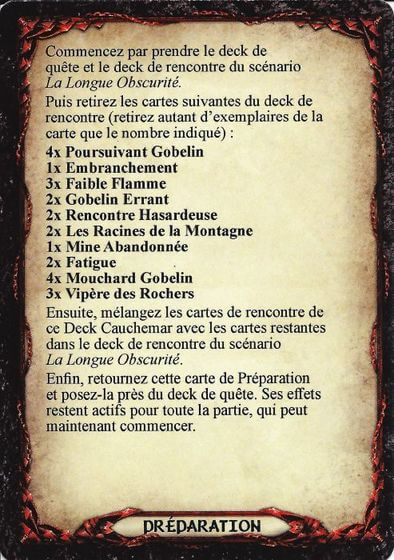 Commencez par prendre le deck de
quête et le deck de rencontre du scénario
La Longue Obscurité.
Puis retirez les cartes suivantes du deck de
rencontre (retirez autant d'exemplaires de la
carte que le nombre indiqué) :
4x Poursuivant Gobelin
1x Embranchement
3x Faible Flamme
2x Gobelin Errant
2x Rencontre Hasardeuse
2x Les Racines de la Montagne
1x Mine Abandonnée
2x Fatigue
4x Mouchard Gobelin
3x Vipère des Rochers
Ensuite, mélangez les cartes de rencontre de
ce Deck Cauchemar avec les cartes restantes
dans le deck de rencontre du scénario
La Longue Obscurité.
Enfin, retournez cette carte de Préparation
et posez-la près du deck de quête. Ses effets
restent actifs pour toute la partie, qui peut
maintenant commencer.
PRÉPARATION